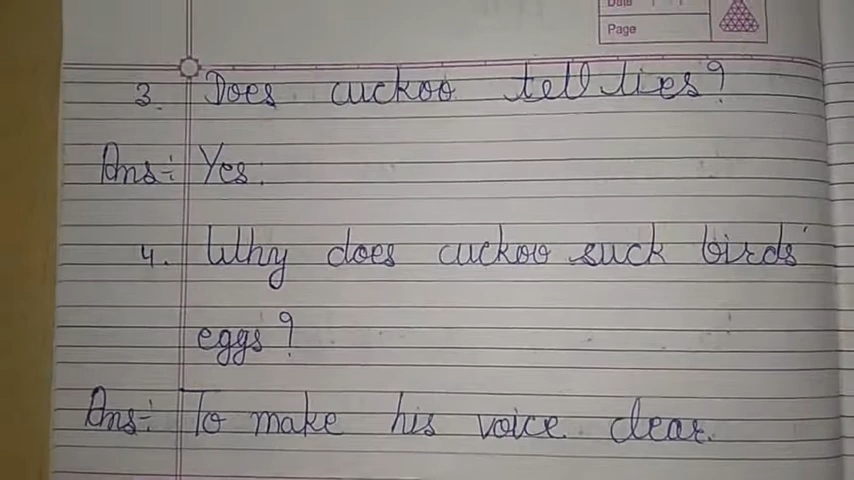 Date
Page
3. Does cuckoo tell lies?
Ans:- Yes.
4. Why does cuckoo suck birds'
eggs?
Ans:- To make his voice clear.